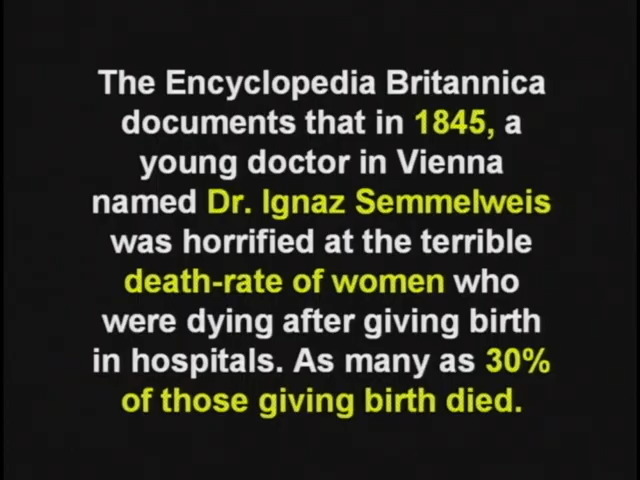 The Encyclopedia Britannica
documents that in 1845, a
young doctor in Vienna
named Dr. Ignaz Semmelweis
was horrified at the terrible
death-rate of women who
were dying after giving birth
in hospitals. As many as 30%
of those giving birth died.